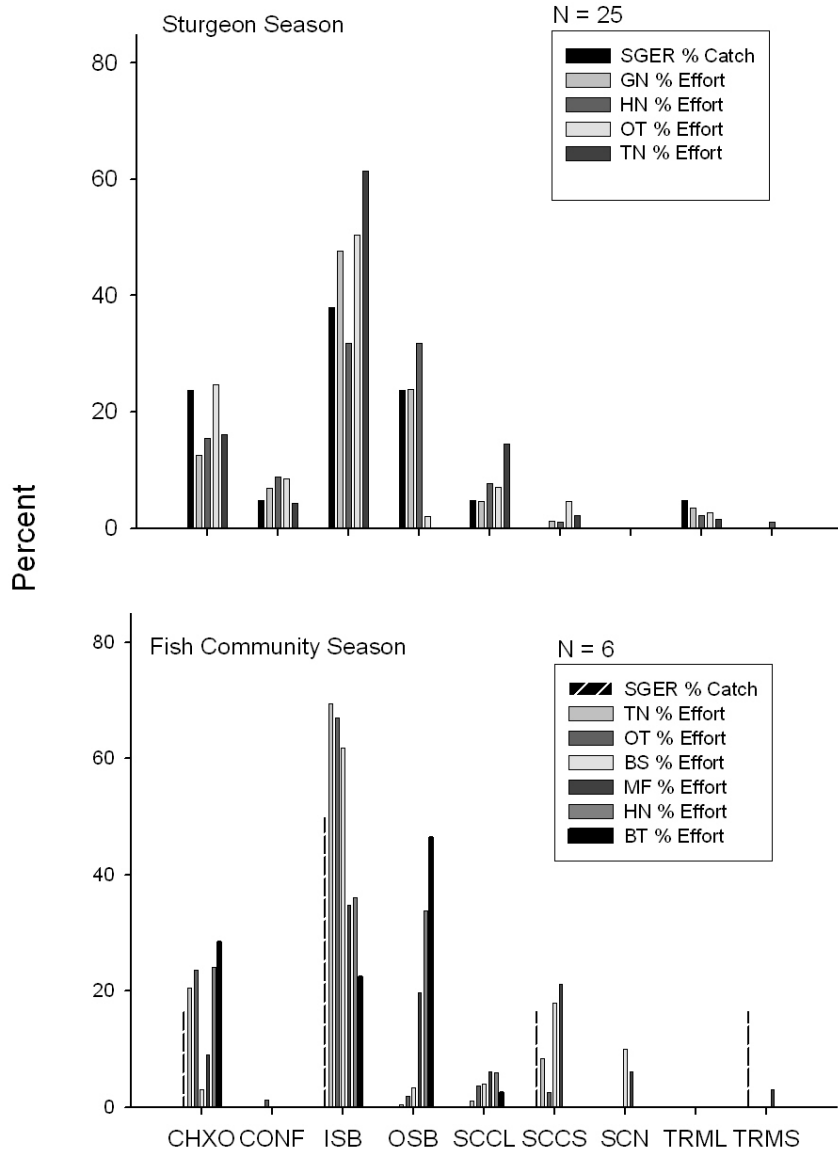 Sturgeon Season
N = 25
SGER % Catch
GN % Effort
HN % Effort
OT % Effort
TN % Effort
80
60
40
20
0
Percent
Fish Community Season
N = 6
SGER % Catch
TN % Effort
OT % Effort
BS % Effort
MF % Effort
HN % Effort
BT % Effort
80
60
40
20
0
CHXO CONF ISB OSB SCCL SCCS SCN TRML TRMS